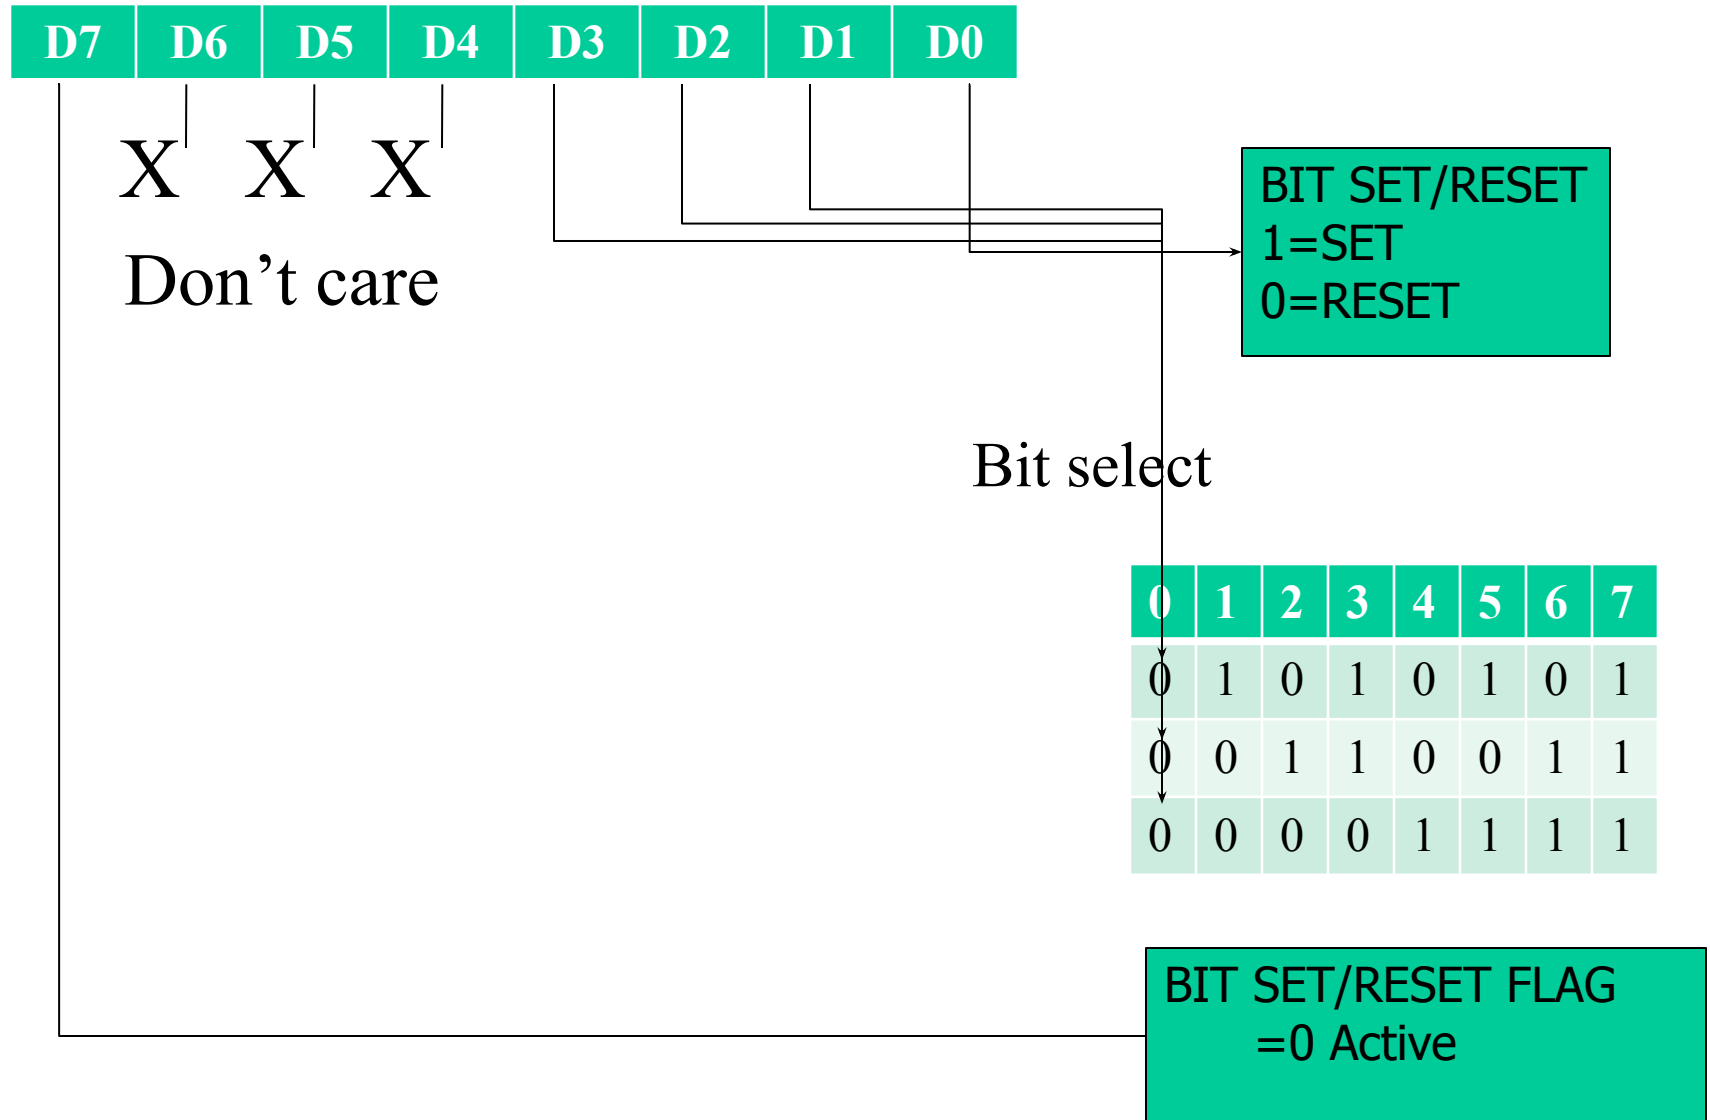 D7 D6 D5 D4 D3 D2 D1 D0
X X X
Don’t care
BIT SET/RESET
1=SET
0=RESET
Bit select
0 1 2 3 4 5 6 7
0 1 0 1 0 1 0 1
0 0 1 1 0 0 1 1
0 0 0 0 1 1 1 1
BIT SET/RESET FLAG
=0 Active